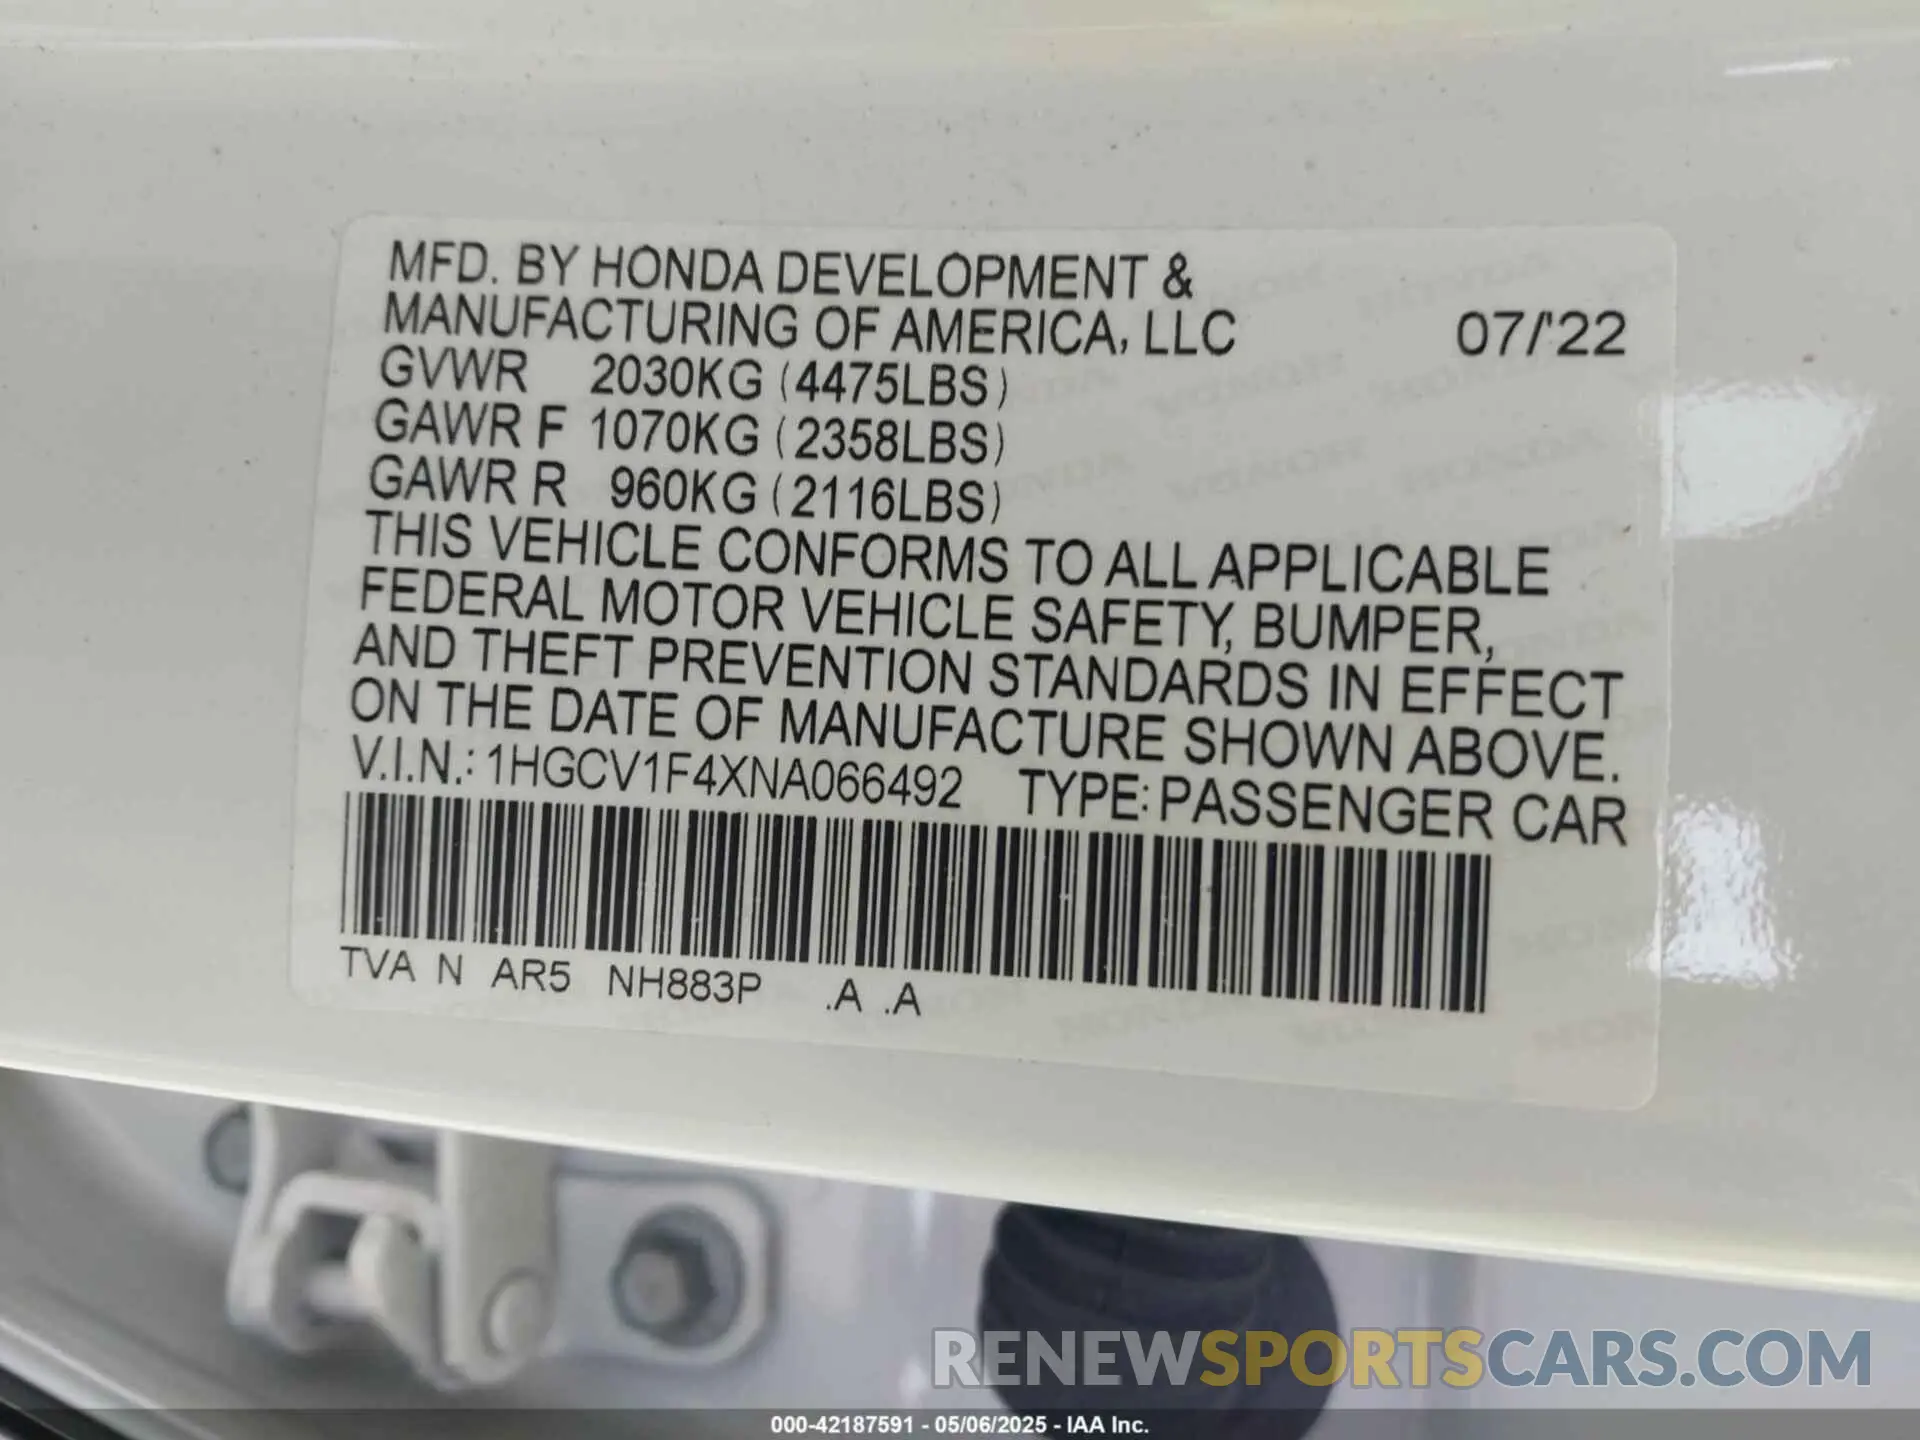 MFD. BY HONDA DEVELOPMENT &
MANUFACTURING OF AMERICA, LLC 07/'22
GVWR 2030KG (4475LBS)
GAWR F 1070KG (2358LBS)
GAWR R 960KG (2116LBS)
THIS VEHICLE CONFORMS TO ALL APPLICABLE
FEDERAL MOTOR VEHICLE SAFETY, BUMPER,
AND THEFT PREVENTION STANDARDS IN EFFECT
ON THE DATE OF MANUFACTURE SHOWN ABOVE.
V.I.N.: 1HGCV1F4XNA066492 TYPE: PASSENGER CAR
TVA N AR5 NH883P .A .A
RENEWSPORTSCARS.COM
000-42187591 - 05/06/2025 - IAA Inc.